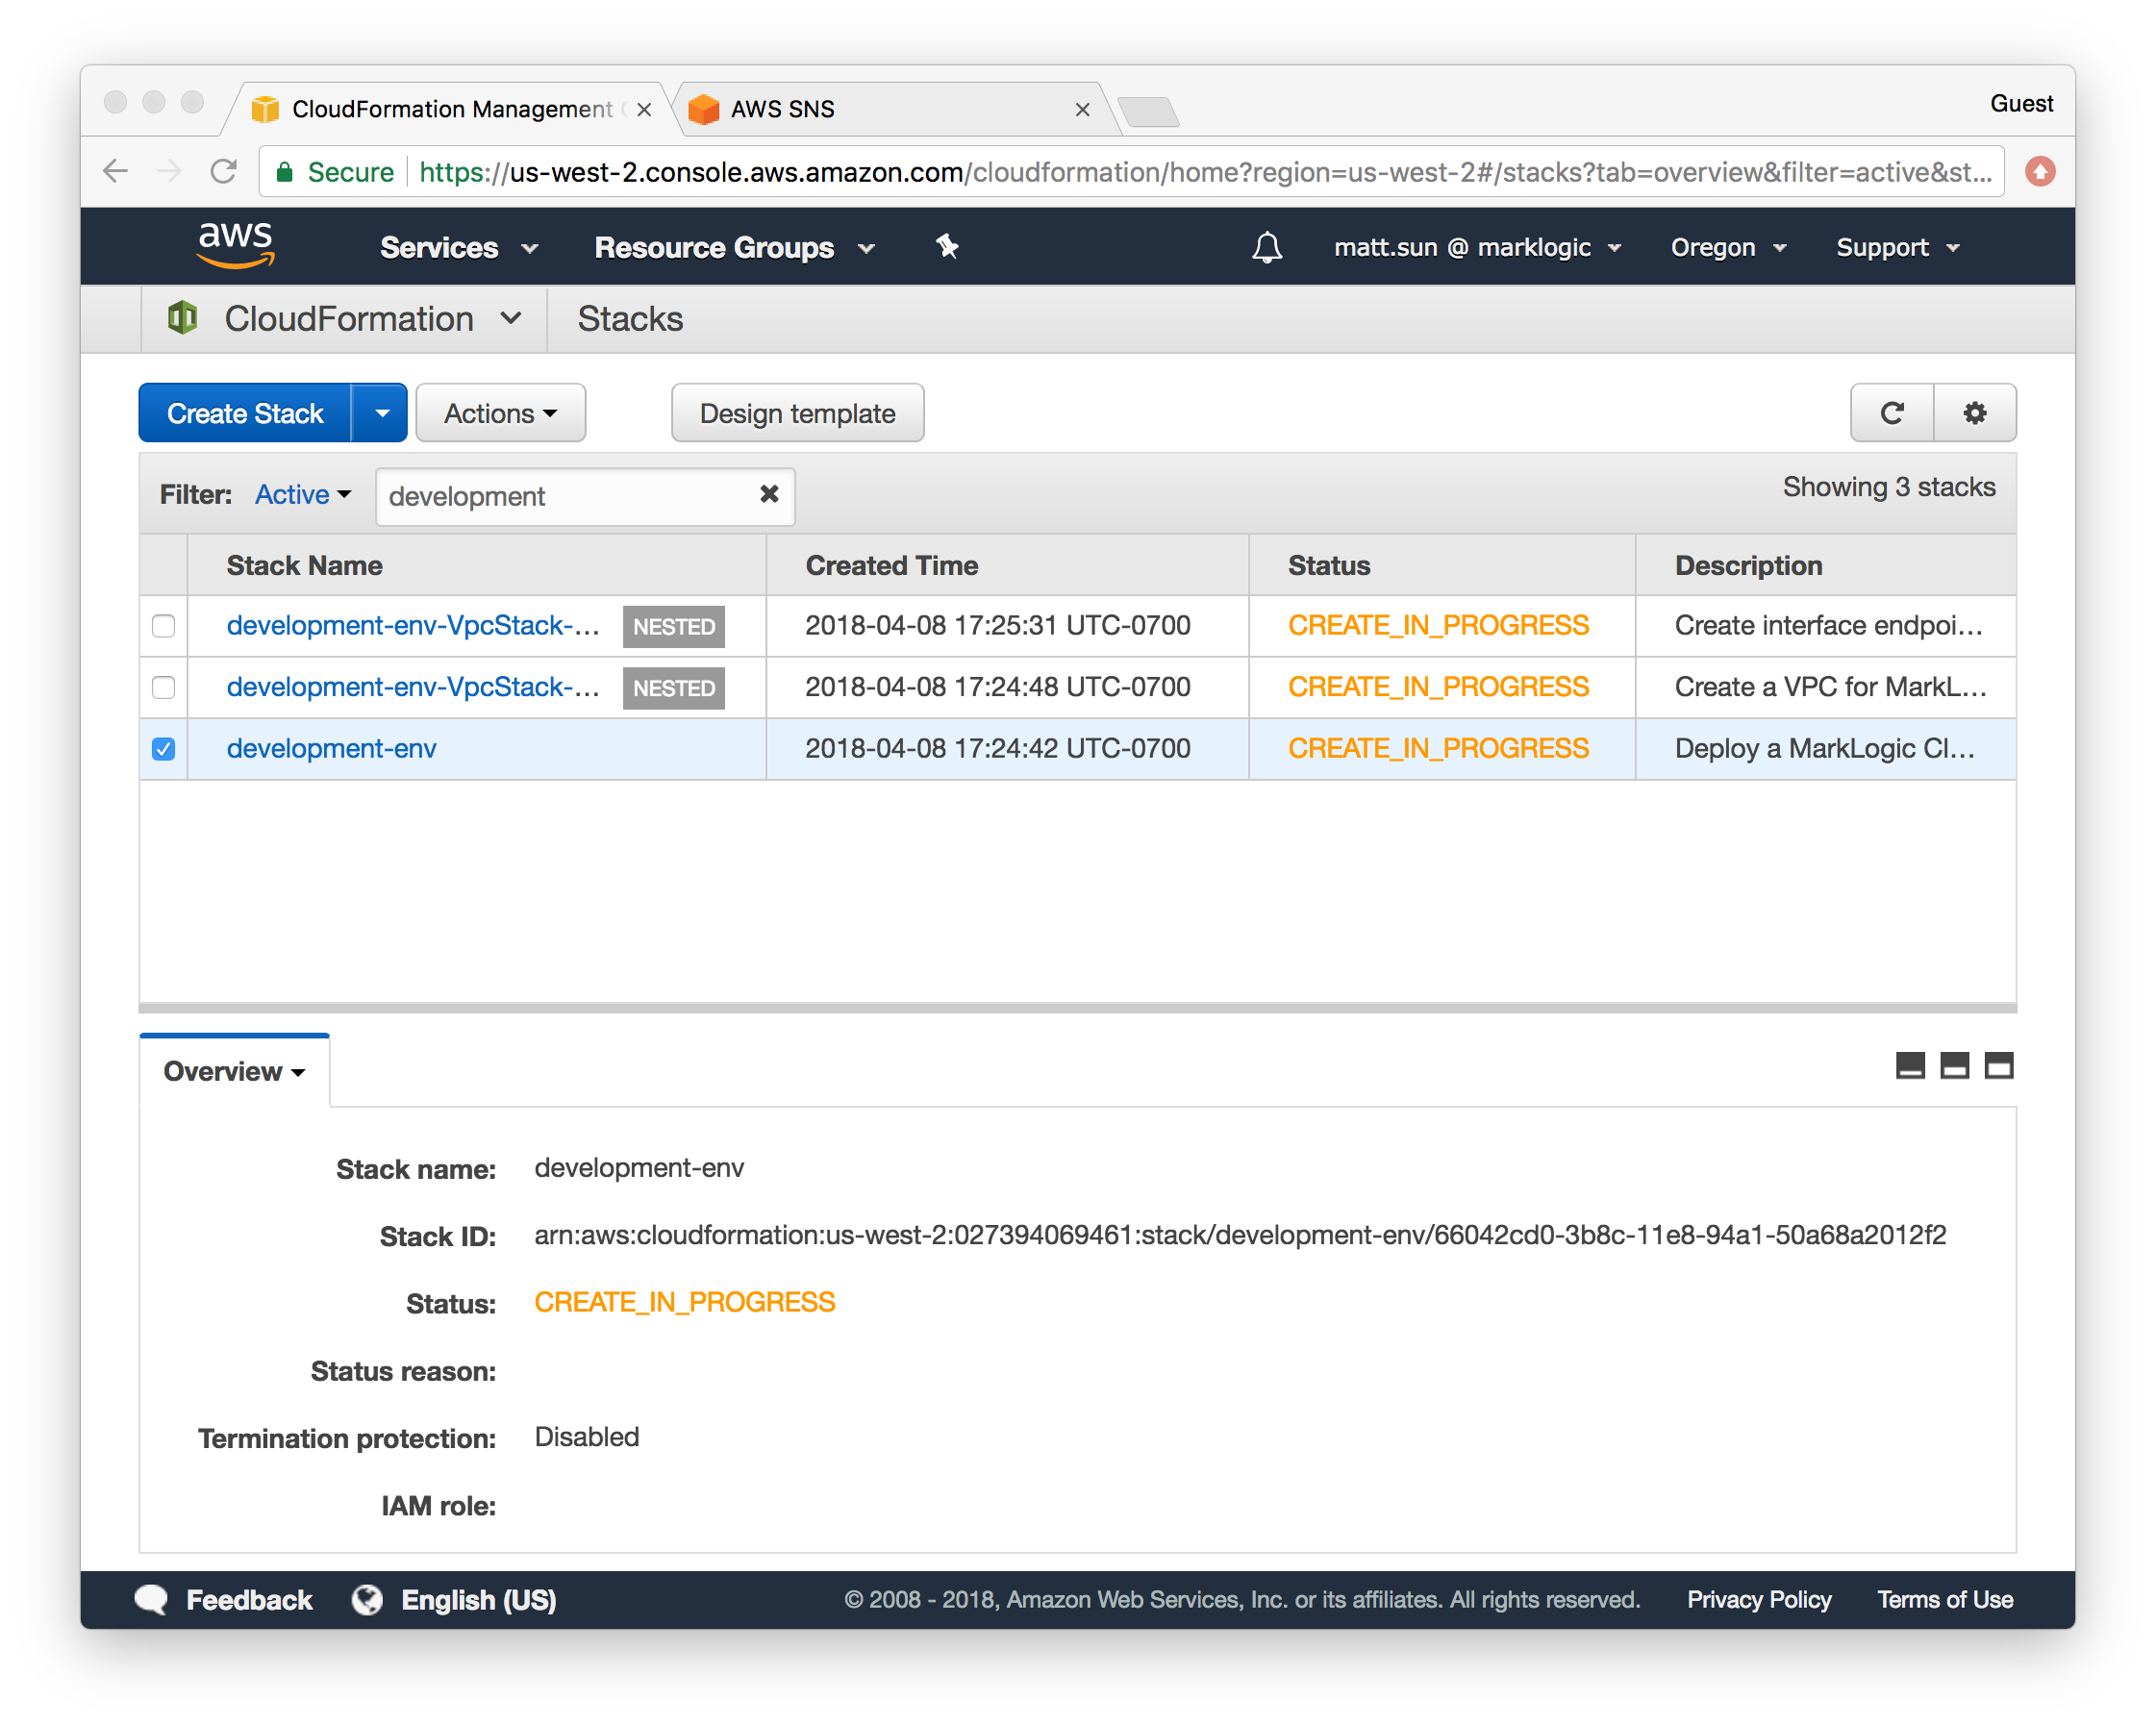 CloudFormation Management
AWS SNS
Guest
Secure https://us-west-2.console.aws.amazon.com/cloudformation/home?region=us-west-2#/stacks?tab=overview&filter=active&st...
aws Services Resource Groups matt.sun @ marklogic Oregon Support
CloudFormation Stacks
Create Stack Actions Design template
Filter: Active development Showing 3 stacks
Stack Name Created Time Status Description
development-env-VpcStack-... NESTED 2018-04-08 17:25:31 UTC-0700 CREATE_IN_PROGRESS Create interface endpoi...
development-env-VpcStack-... NESTED 2018-04-08 17:24:48 UTC-0700 CREATE_IN_PROGRESS Create a VPC for MarkL...
development-env 2018-04-08 17:24:42 UTC-0700 CREATE_IN_PROGRESS Deploy a MarkLogic Cl...
Overview
Stack name: development-env
Stack ID: arn:aws:cloudformation:us-west-2:027394069461:stack/development-env/66042cd0-3b8c-11e8-94a1-50a68a2012f2
Status: CREATE_IN_PROGRESS
Status reason:
Termination protection: Disabled
IAM role:
Feedback English (US) © 2008 - 2018, Amazon Web Services, Inc. or its affiliates. All rights reserved. Privacy Policy Terms of Use